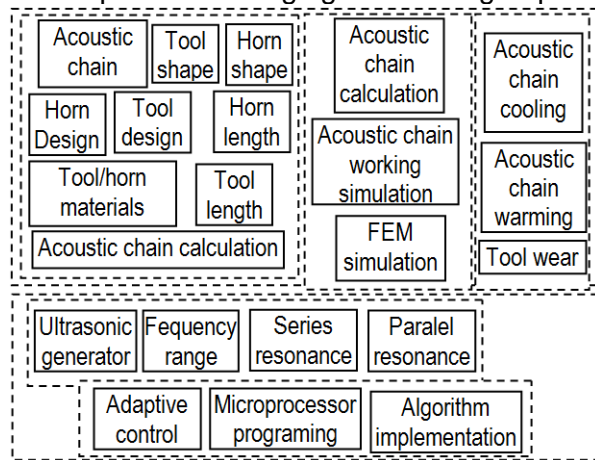 Acoustic
chain
Tool
shape
Horn
shape
Horn
Design
Tool
design
Horn
length
Tool/horn
materials
Tool
length
Acoustic chain calculation
Acoustic
chain
calculation
Acoustic chain
working
simulation
FEM
simulation
Acoustic
chain
cooling
Acoustic
chain
warming
Tool wear
Ultrasonic
generator
Fequency
range
Series
resonance
Paralel
resonance
Adaptive
control
Microprocessor
programing
Algorithm
implementation